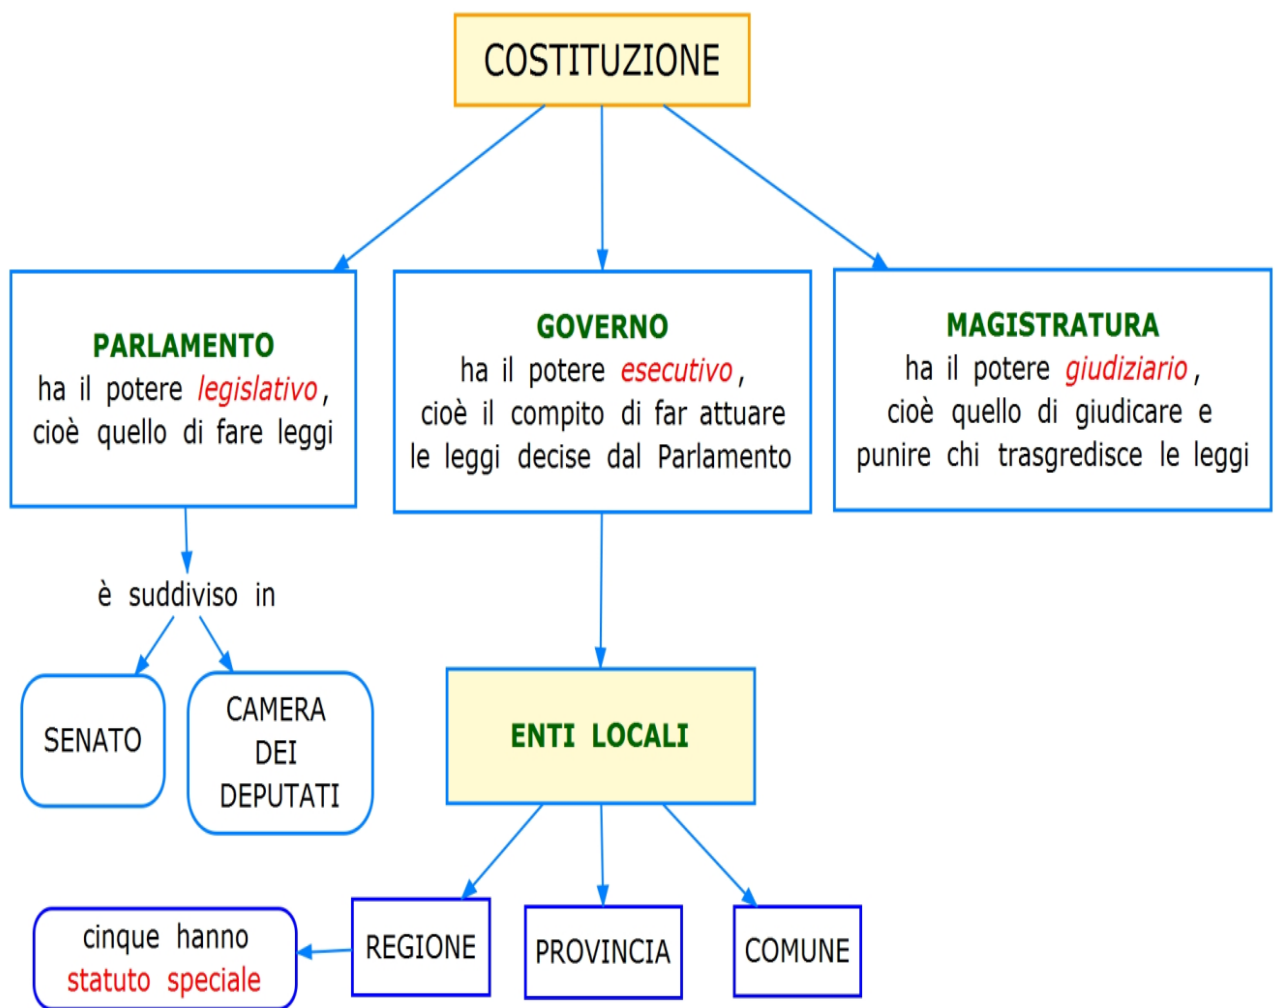 COSTITUZIONE
PARLAMENTO
ha il potere legislativo,
cioè quello di fare leggi
GOVERNO
ha il potere esecutivo,
cioè il compito di far attuare
le leggi decise dal Parlamento
MAGISTRATURA
ha il potere giudiziario,
cioè quello di giudicare e
punire chi trasgredisce le leggi
è suddiviso in
SENATO
CAMERA
DEI
DEPUTATI
ENTI LOCALI
cinque hanno
statuto speciale
REGIONE
PROVINCIA
COMUNE